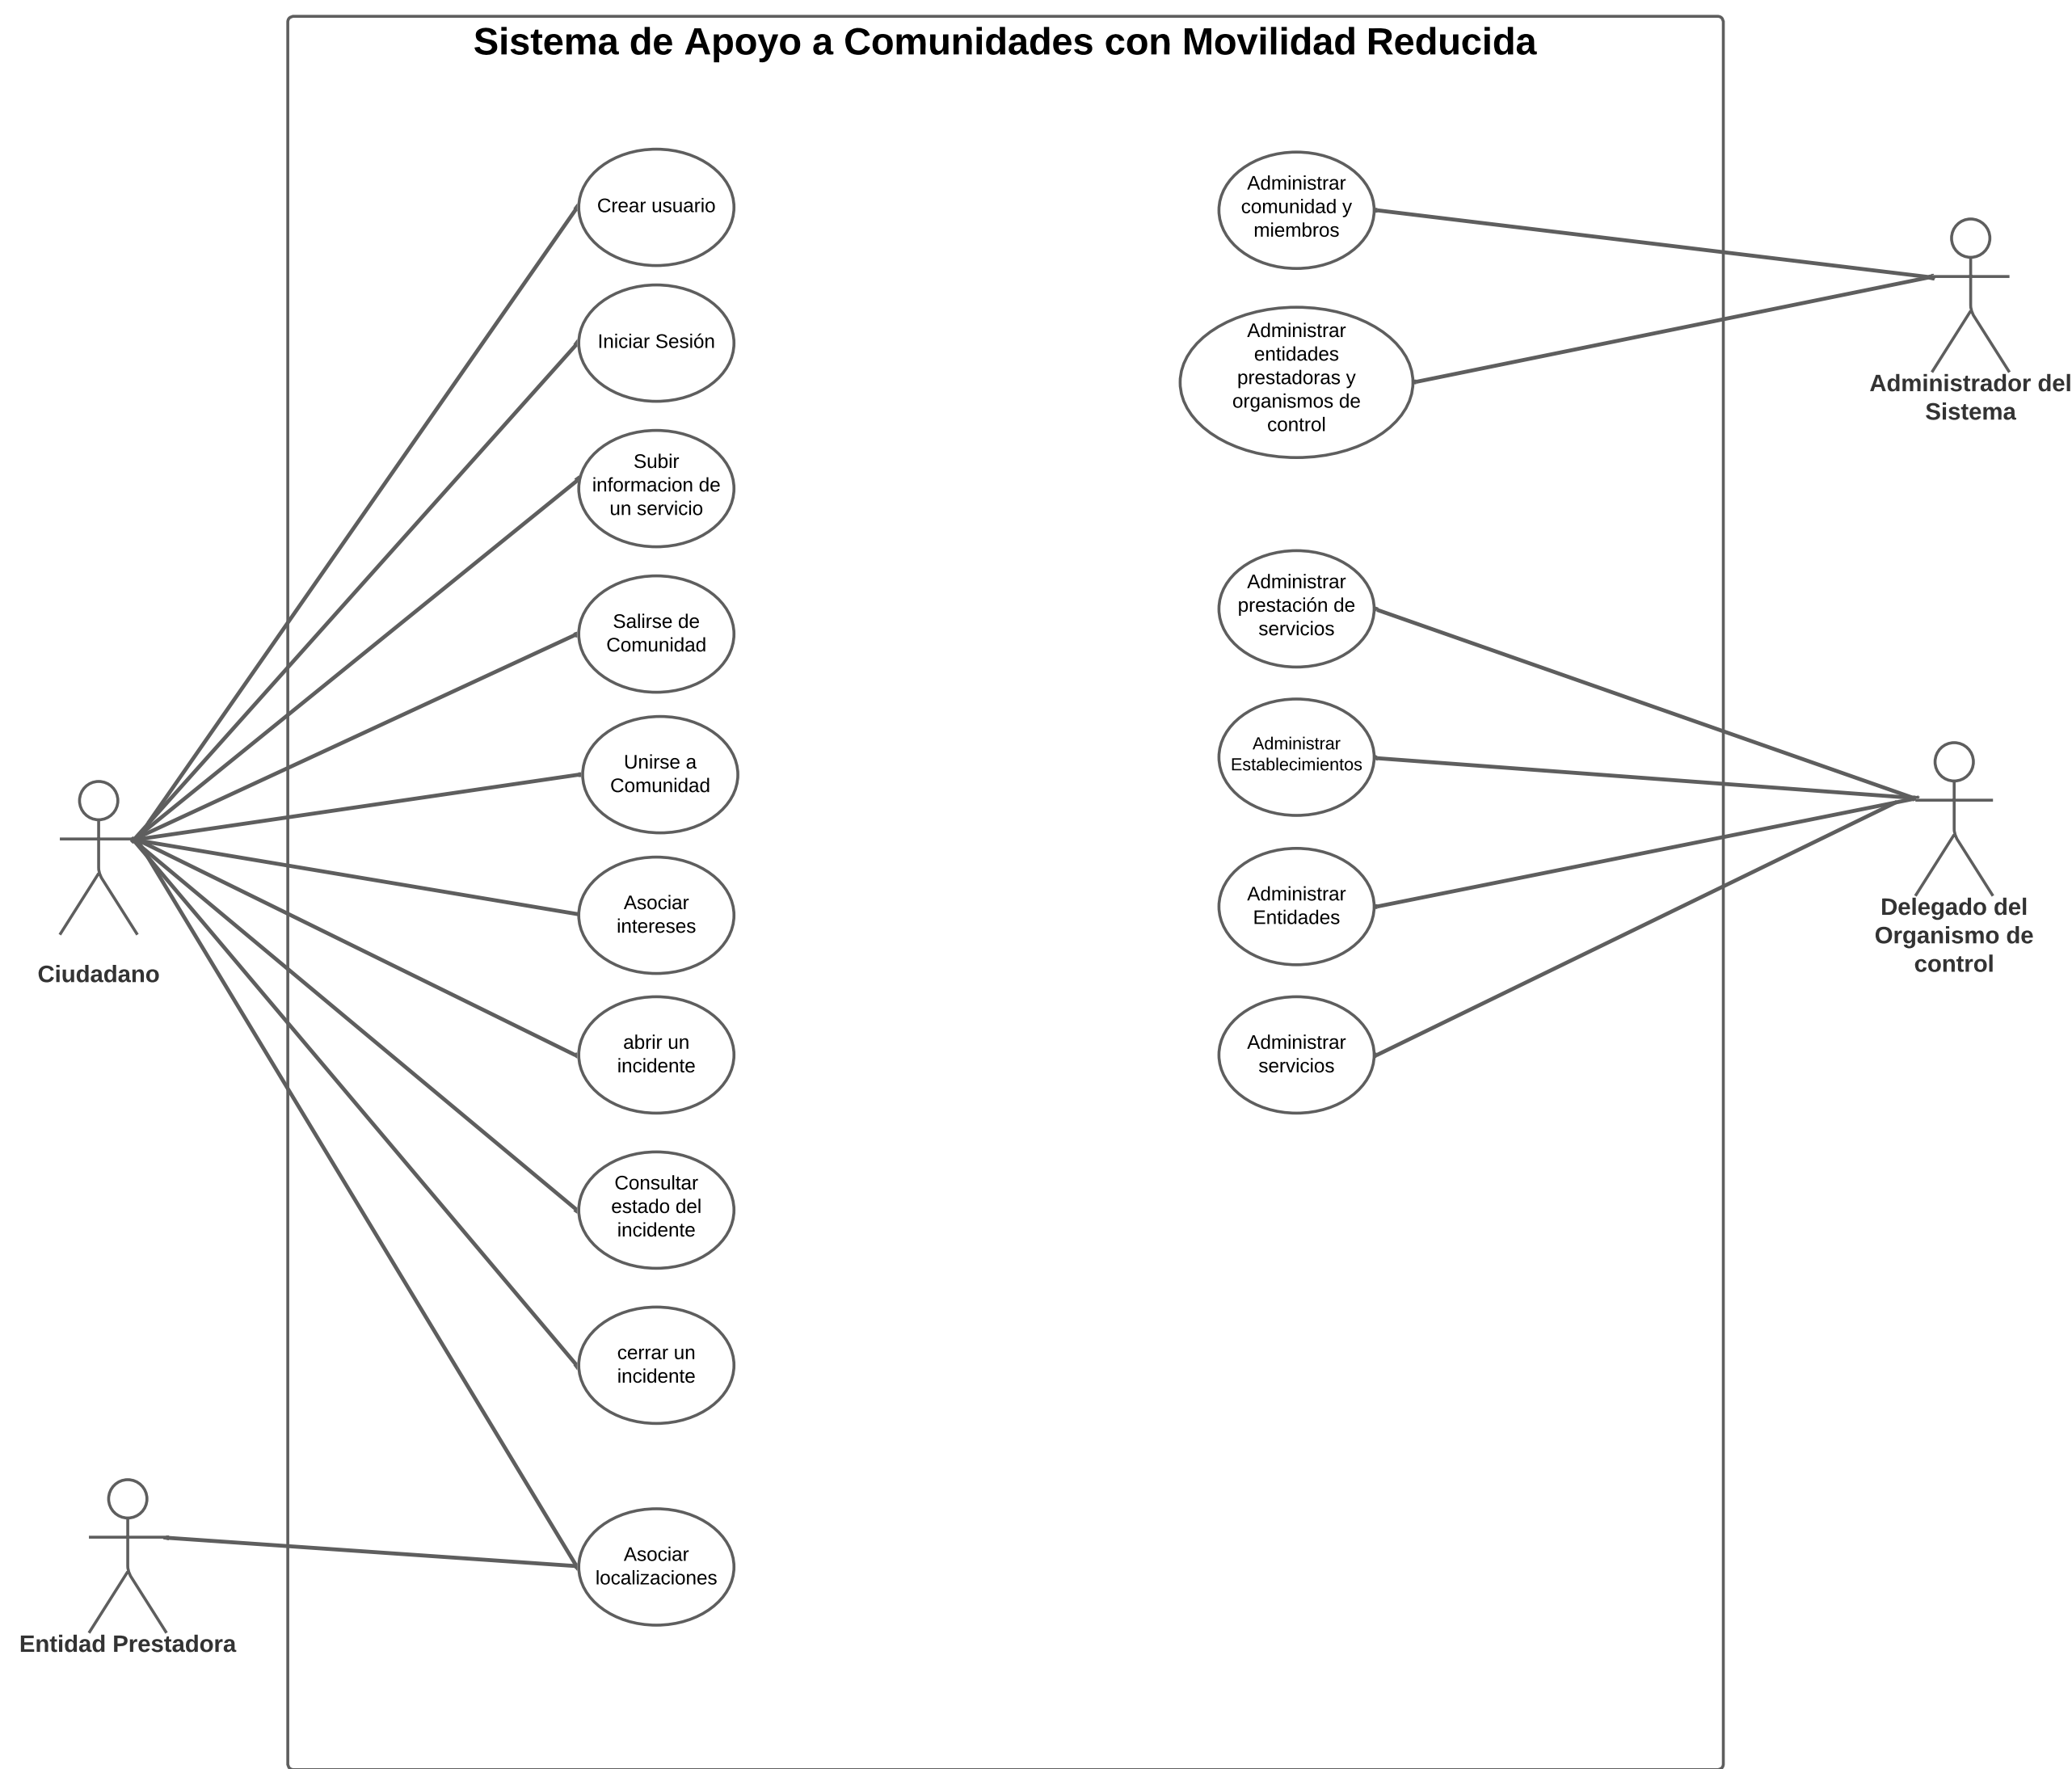 Sistema de Apoyo a Comunidades con Movilidad Reducida
Crear usuario
Iniciar Sesión
Subir
informacion de
un servicio
Salirse de
Comunidad
Unirse a
Comunidad
Asociar
intereses
abrir un
incidente
Consultar
estado del
incidente
cerrar un
incidente
Asociar
localizaciones
Ciudadano
Entidad Prestadora
Administrar
comunidad y
miembros
Administrar
entidades
prestadoras y
organismos de
control
Administrar
prestación de
servicios
Administrar
Establecimientos
Administrar
Entidades
Administrar
servicios
Administrador del
Sistema
Delegado del
Organismo de
control